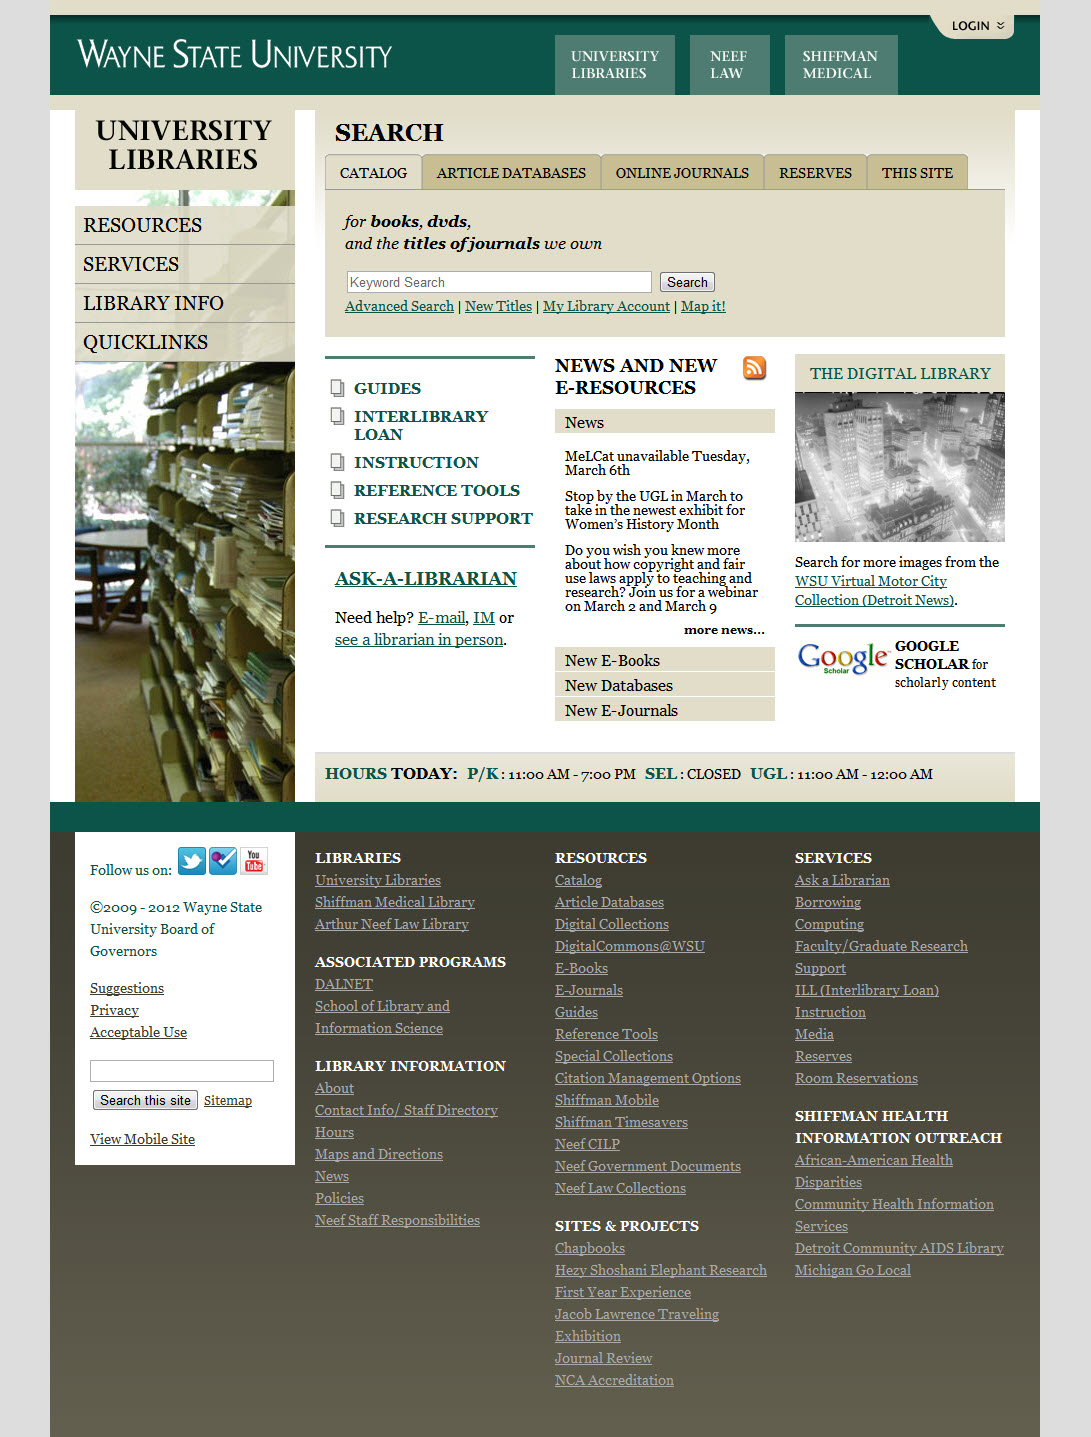 LOGIN
WAYNE STATE UNIVERSITY
UNIVERSITY
LIBRARIES
NEEF
LAW
SHIFFMAN
MEDICAL
UNIVERSITY
LIBRARIES
RESOURCES
SERVICES
LIBRARY INFO
QUICKLINKS
SEARCH
CATALOG
ARTICLE DATABASES
ONLINE JOURNALS
RESERVES
THIS SITE
for books, dvds,
and the titles of journals we own
Keyword Search
Search
Advanced Search | New Titles | My Library Account | Map it!
GUIDES
INTERLIBRARY
LOAN
INSTRUCTION
REFERENCE TOOLS
RESEARCH SUPPORT
ASK-A-LIBRARIAN
Need help? E-mail, IM or
see a librarian in person.
NEWS AND NEW
E-RESOURCES
News
MeLCat unavailable Tuesday,
March 6th
Stop by the UGL in March to
take in the newest exhibit for
Women's History Month
Do you wish you knew more
about how copyright and fair
use laws apply to teaching and
research? Join us for a webinar
on March 2 and March 9
more news...
New E-Books
New Databases
New E-Journals
THE DIGITAL LIBRARY
Search for more images from the
WSU Virtual Motor City
Collection (Detroit News).
Google
Scholar
GOOGLE
SCHOLAR for
scholarly content
HOURS TODAY: P/K : 11:00 AM - 7:00 PM SEL : CLOSED UGL : 11:00 AM - 12:00 AM
Follow us on:
You
Tube
©2009 - 2012 Wayne State
University Board of
Governors
Suggestions
Privacy
Acceptable Use
Search this site
Sitemap
View Mobile Site
LIBRARIES
University Libraries
Shiffman Medical Library
Arthur Neef Law Library
ASSOCIATED PROGRAMS
DALNET
School of Library and
Information Science
LIBRARY INFORMATION
About
Contact Info/ Staff Directory
Hours
Maps and Directions
News
Policies
Neef Staff Responsibilities
RESOURCES
Catalog
Article Databases
Digital Collections
DigitalCommons@WSU
E-Books
E-Journals
Guides
Reference Tools
Special Collections
Citation Management Options
Shiffman Mobile
Shiffman Timesavers
Neef CILP
Neef Government Documents
Neef Law Collections
SITES & PROJECTS
Chapbooks
Hezy Shoshani Elephant Research
First Year Experience
Jacob Lawrence Traveling
Exhibition
Journal Review
NCA Accreditation
SERVICES
Ask a Librarian
Borrowing
Computing
Faculty/Graduate Research
Support
ILL (Interlibrary Loan)
Instruction
Media
Reserves
Room Reservations
SHIFFMAN HEALTH
INFORMATION OUTREACH
African-American Health
Disparities
Community Health Information
Services
Detroit Community AIDS Library
Michigan Go Local